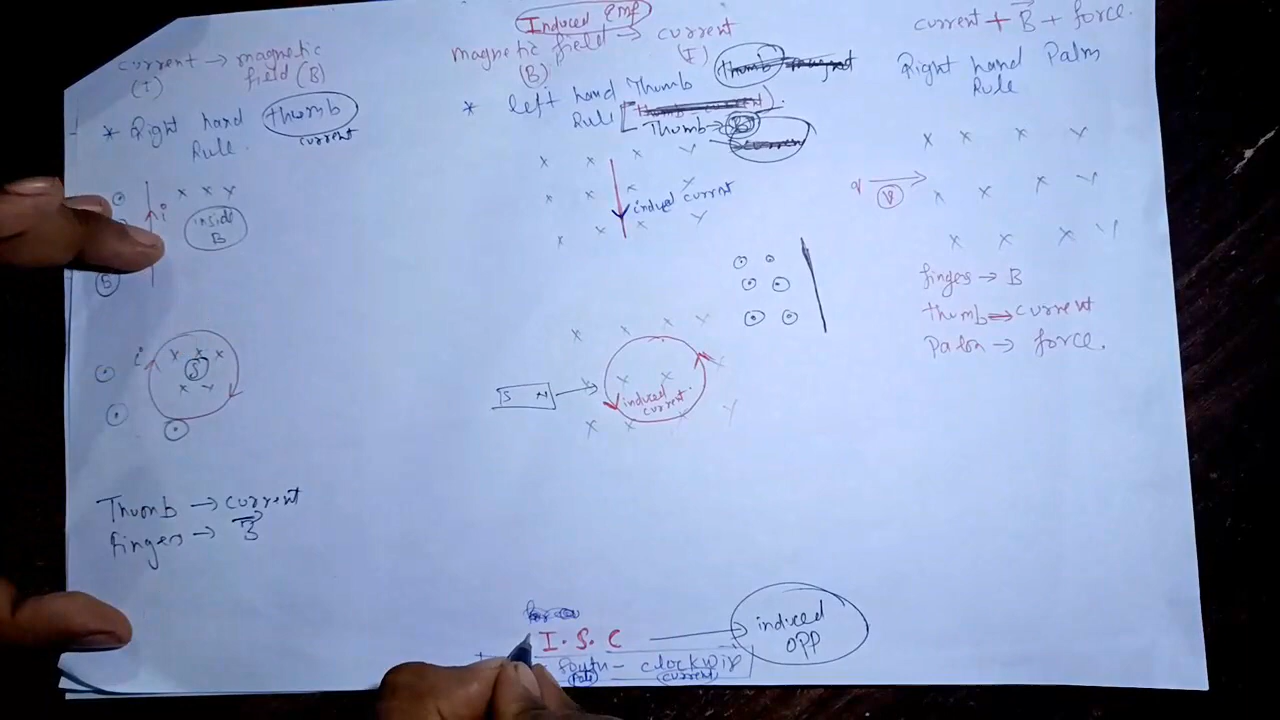 current → magnetic
(I) field (B)
* Right hand thumb
Rule. current
i
inside
B
i
S
Thumb → current
fingers → B
Induced Emf
magnetic field → current
(B) (I)
* left hand Thumb
Rule
Thumb → B
induced current
S N
induced
current
I. S. C
induced
opp
South - clockwise
(Pole) (current)
current + B + force.
Right hand Palm
Rule
q V
fingers → B
thumb → current
Palm → force.